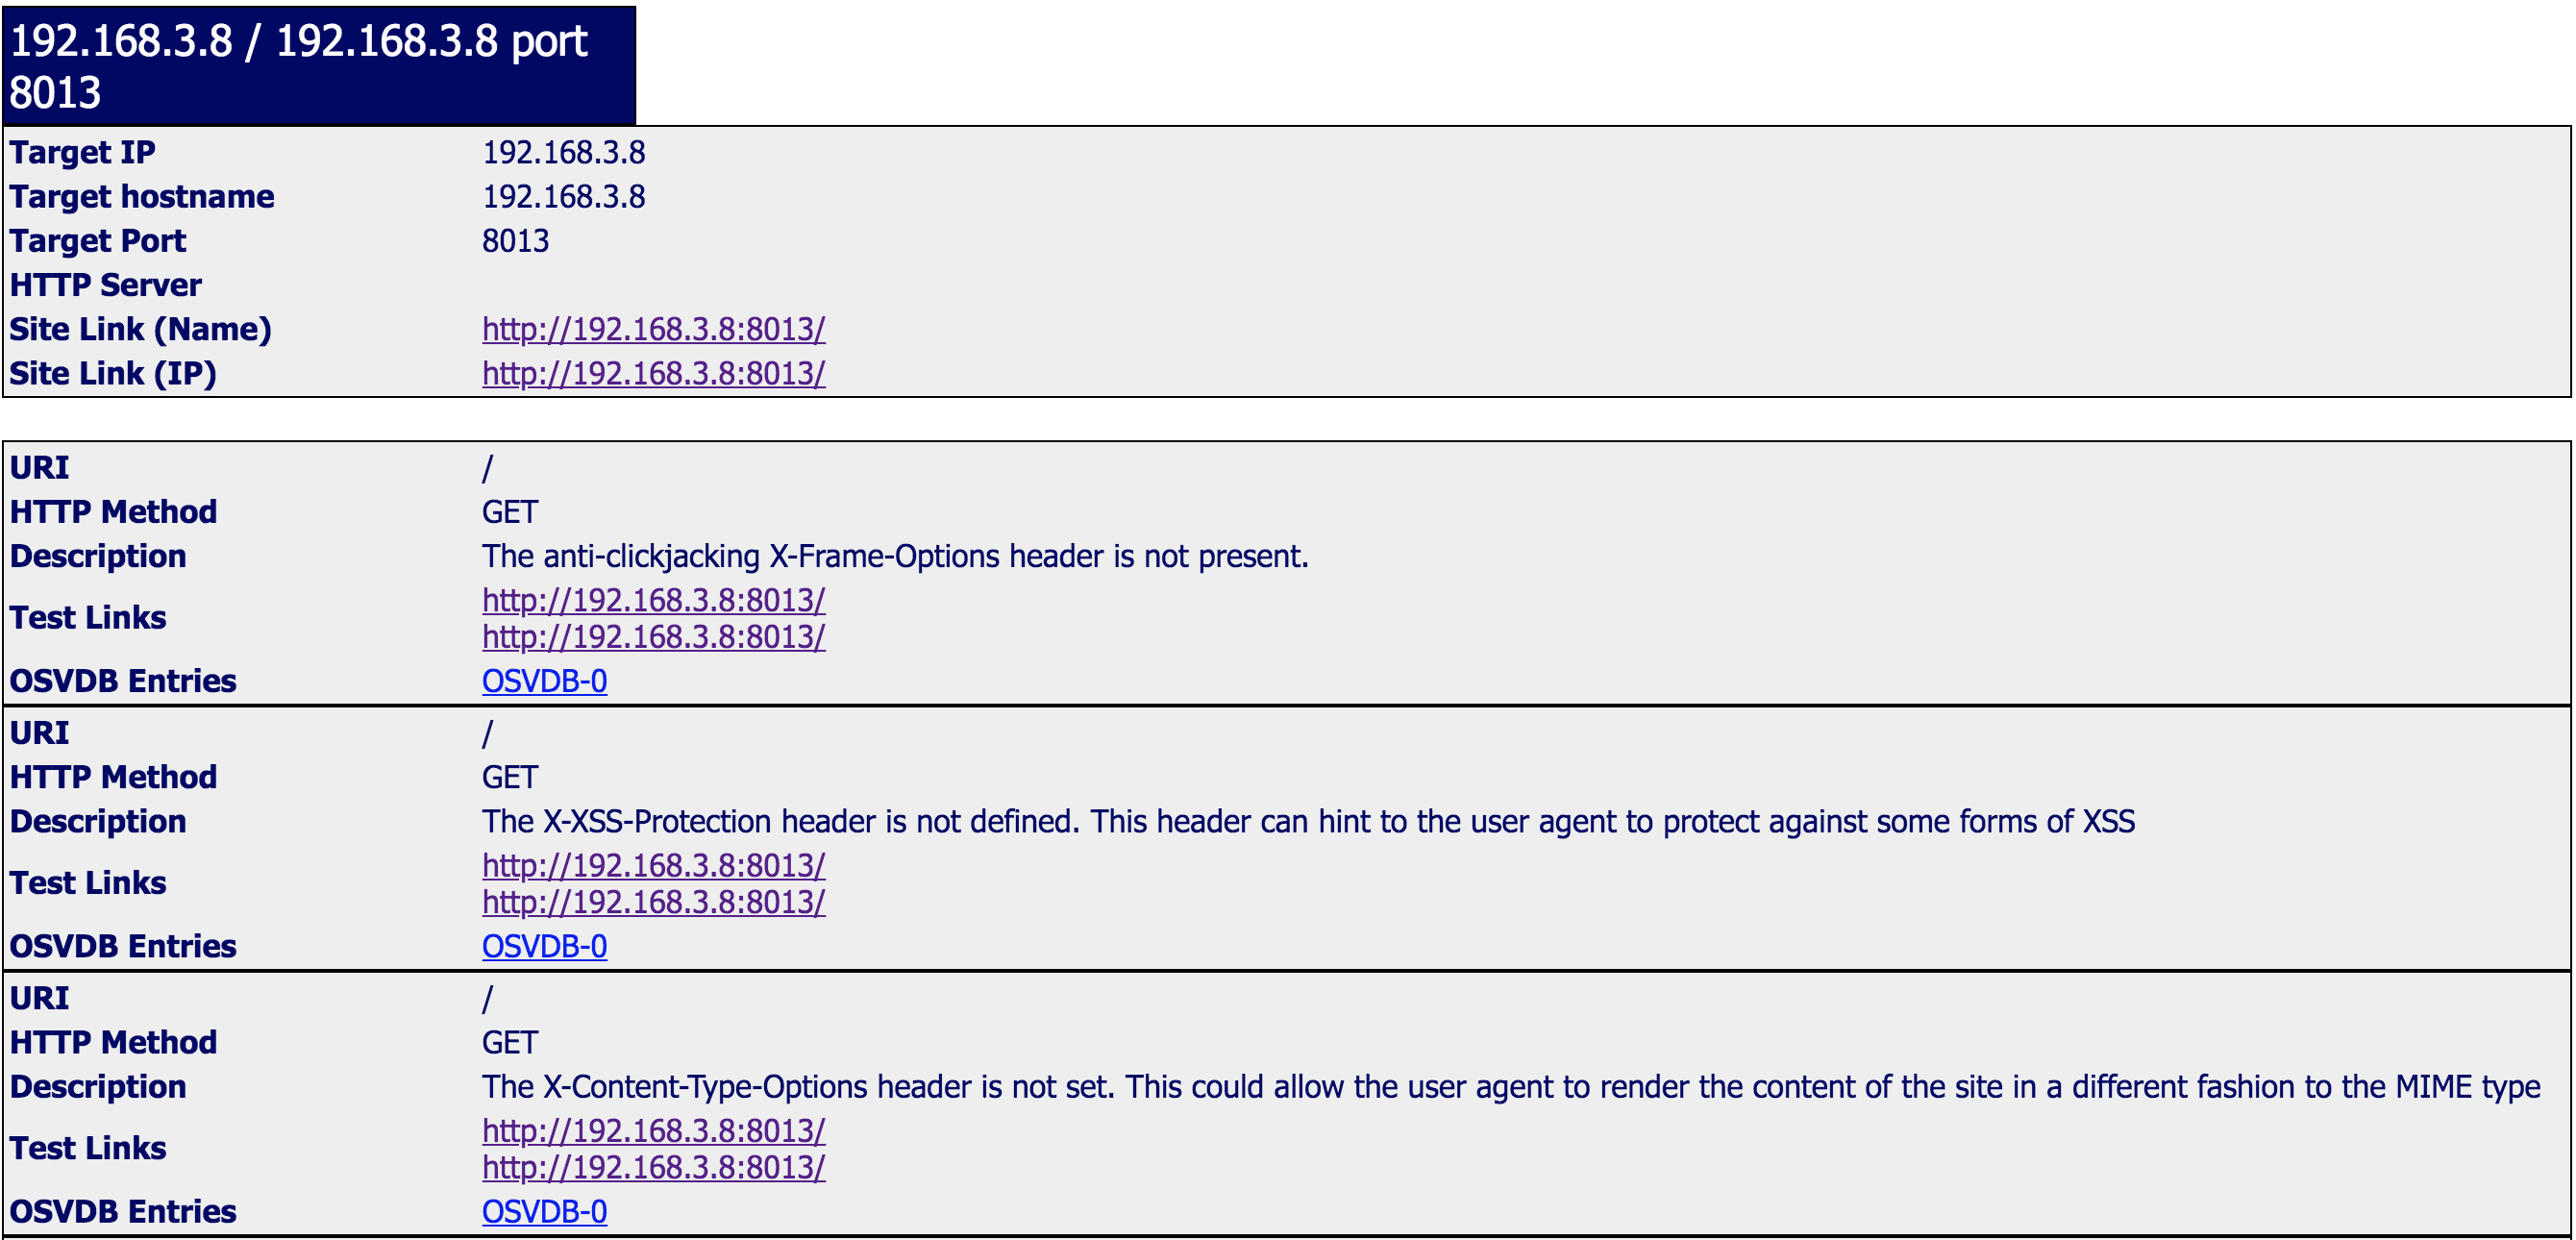 192.168.3.8 / 192.168.3.8 port
8013
Target IP 192.168.3.8
Target hostname 192.168.3.8
Target Port 8013
HTTP Server
Site Link (Name) http://192.168.3.8:8013/
Site Link (IP) http://192.168.3.8:8013/
URI /
HTTP Method GET
Description The anti-clickjacking X-Frame-Options header is not present.
Test Links http://192.168.3.8:8013/
http://192.168.3.8:8013/
OSVDB Entries OSVDB-0
URI /
HTTP Method GET
Description The X-XSS-Protection header is not defined. This header can hint to the user agent to protect against some forms of XSS
Test Links http://192.168.3.8:8013/
http://192.168.3.8:8013/
OSVDB Entries OSVDB-0
URI /
HTTP Method GET
Description The X-Content-Type-Options header is not set. This could allow the user agent to render the content of the site in a different fashion to the MIME type
Test Links http://192.168.3.8:8013/
http://192.168.3.8:8013/
OSVDB Entries OSVDB-0